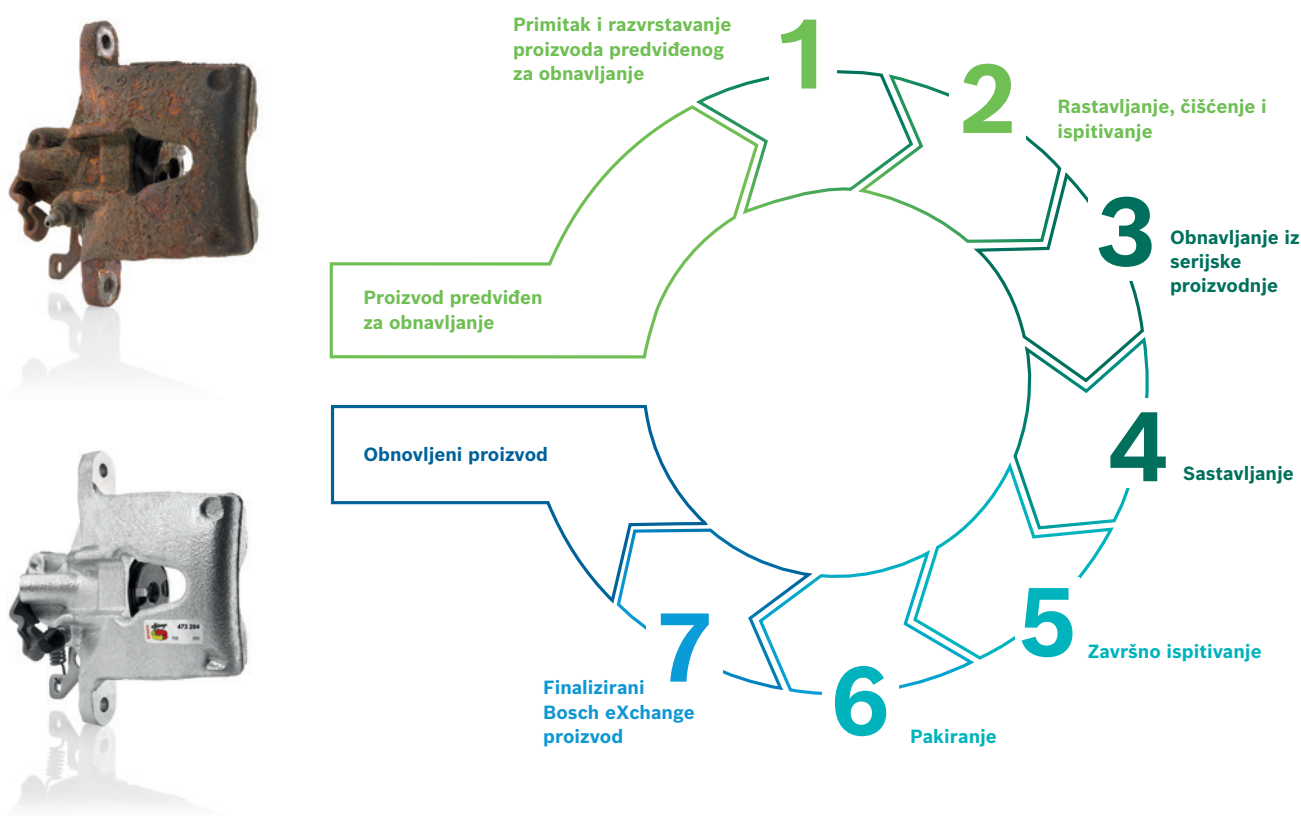 1
Primitak i razvrstavanje
proizvoda predviđenog
za obnavljanje
2
Rastavljanje, čišćenje i
ispitivanje
3
Obnavljanje iz
serijske
proizvodnje
Proizvod predviđen
za obnavljanje
Obnovljeni proizvod
4
Sastavljanje
5
Završno ispitivanje
6
Pakiranje
7
Finalizirani
Bosch eXchange
proizvod
473 284